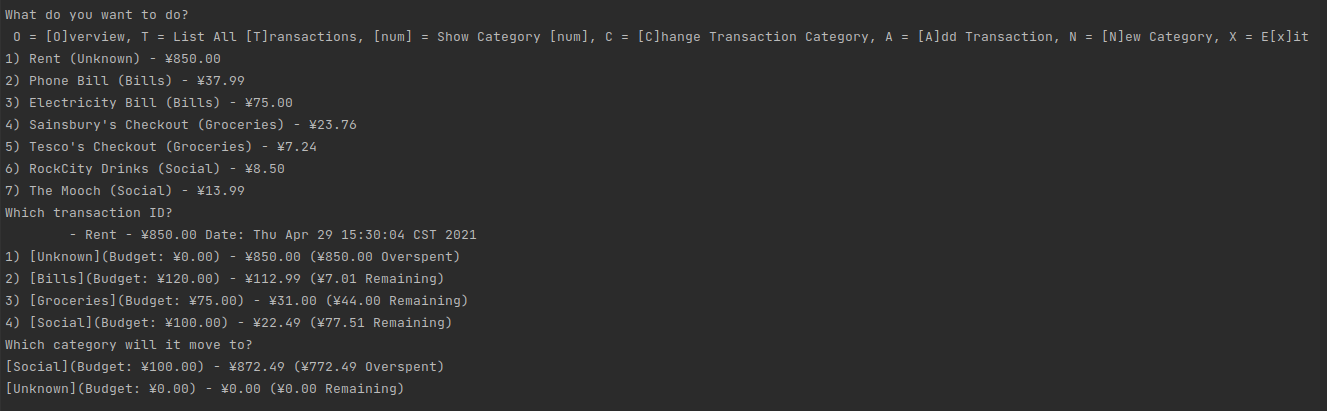 What do you want to do?
O = [O]verview, T = List All [T]ransactions, [num] = Show Category [num], C = [C]hange Transaction Category, A = [A]dd Transaction, N = [N]ew Category, X = E[x]it
1) Rent (Unknown) - ¥850.00
2) Phone Bill (Bills) - ¥37.99
3) Electricity Bill (Bills) - ¥75.00
4) Sainsbury's Checkout (Groceries) - ¥23.76
5) Tesco's Checkout (Groceries) - ¥7.24
6) RockCity Drinks (Social) - ¥8.50
7) The Mooch (Social) - ¥13.99
Which transaction ID?
- Rent - ¥850.00 Date: Thu Apr 29 15:30:04 CST 2021
1) [Unknown](Budget: ¥0.00) - ¥850.00 (¥850.00 Overspent)
2) [Bills](Budget: ¥120.00) - ¥112.99 (¥7.01 Remaining)
3) [Groceries](Budget: ¥75.00) - ¥31.00 (¥44.00 Remaining)
4) [Social](Budget: ¥100.00) - ¥22.49 (¥77.51 Remaining)
Which category will it move to?
[Social](Budget: ¥100.00) - ¥872.49 (¥772.49 Overspent)
[Unknown](Budget: ¥0.00) - ¥0.00 (¥0.00 Remaining)